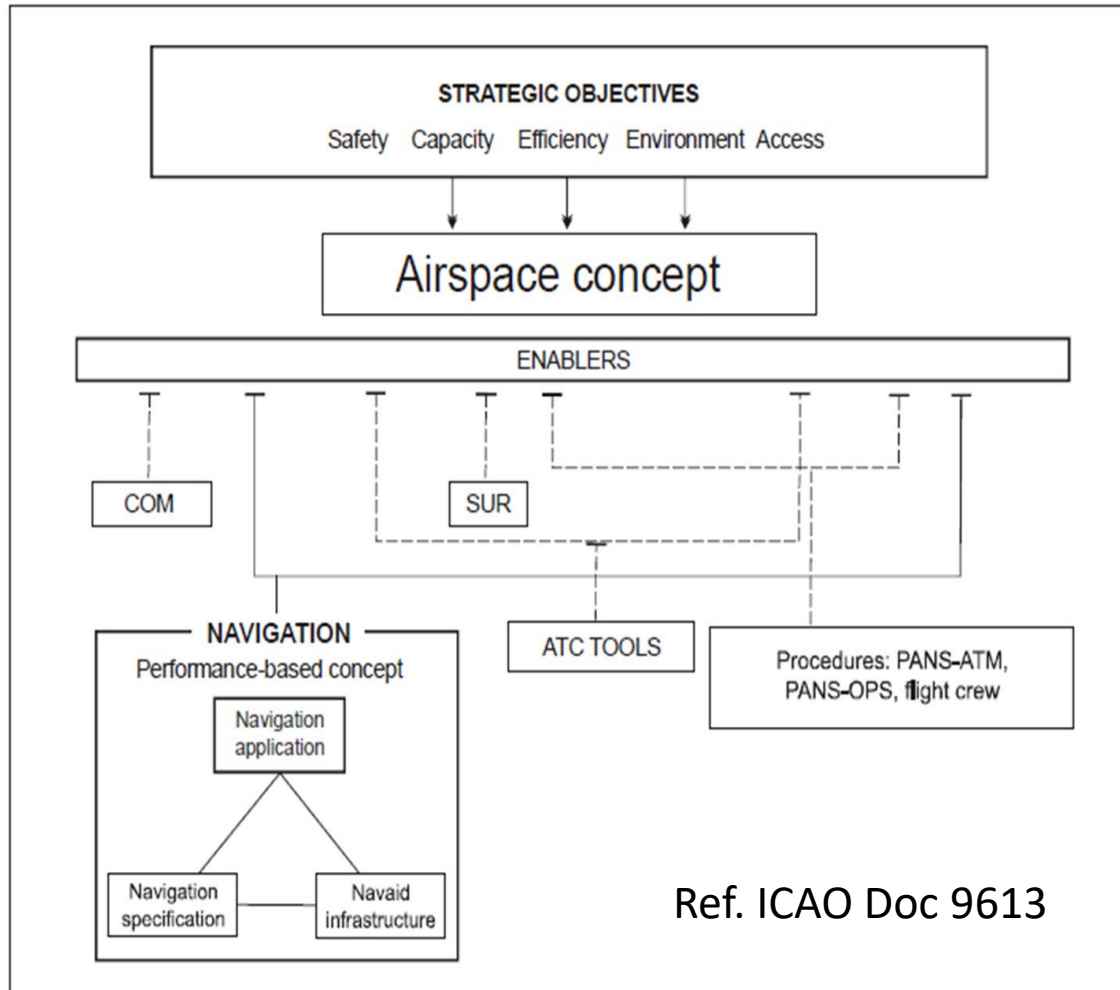 STRATEGIC OBJECTIVES
Safety Capacity Efficiency Environment Access
Airspace concept
ENABLERS
COM
SUR
NAVIGATION
Performance-based concept
Navigation
application
Navigation
specification
Navaid
infrastructure
ATC TOOLS
Procedures: PANS-ATM,
PANS-OPS, flight crew
Ref. ICAO Doc 9613